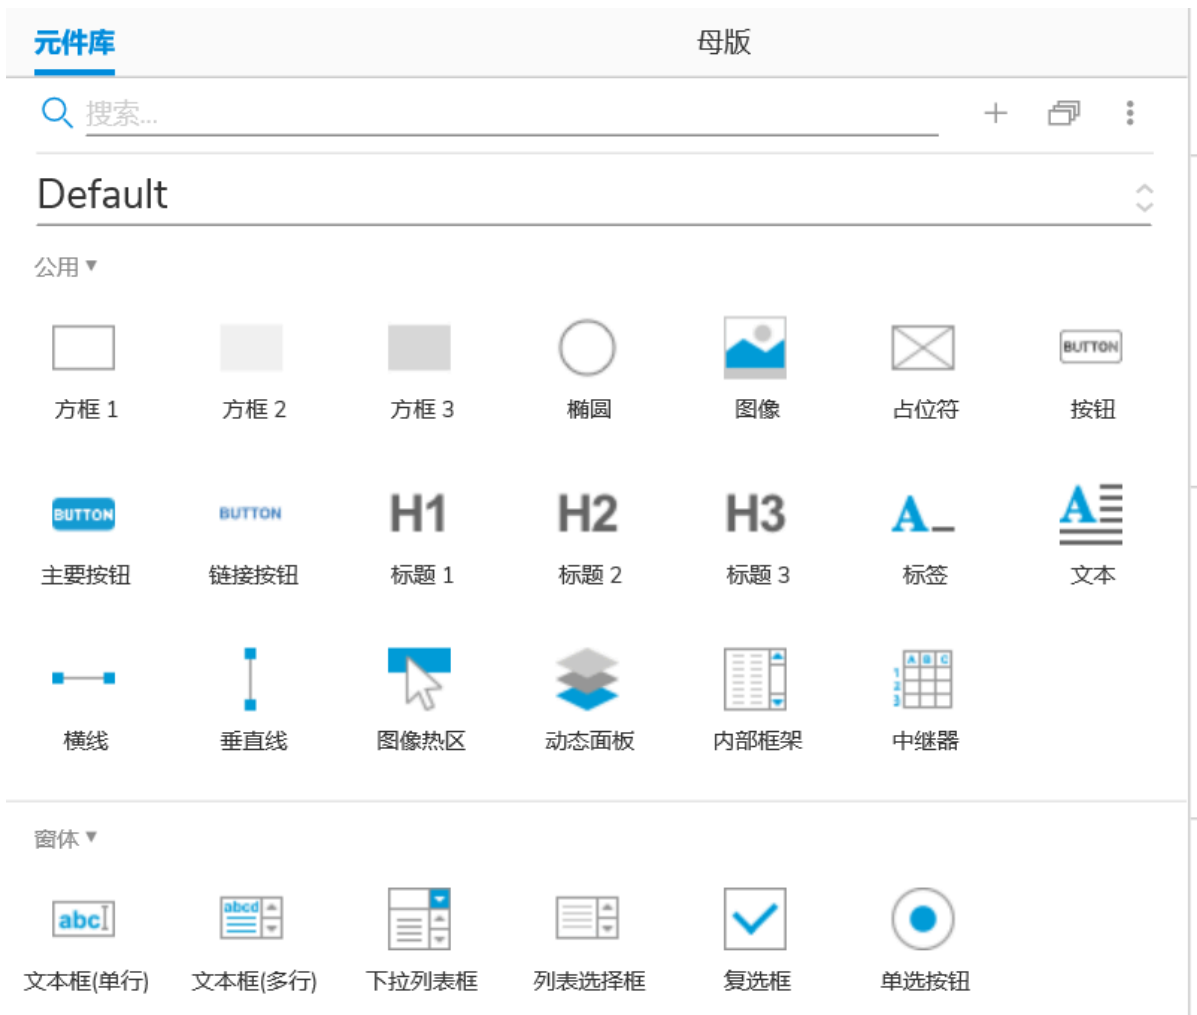 元件库 母版
搜索...
Default
公用
BUTTON
方框 1 方框 2 方框 3 椭圆 图像 占位符 按钮
BUTTON BUTTON H1 H2 H3 A A
主要按钮 链接按钮 标题 1 标题 2 标题 3 标签 文本
A B C
1
2
3
横线 垂直线 图像热区 动态面板 内部框架 中继器
窗体
abc abcd
文本框(单行) 文本框(多行) 下拉列表框 列表选择框 复选框 单选按钮